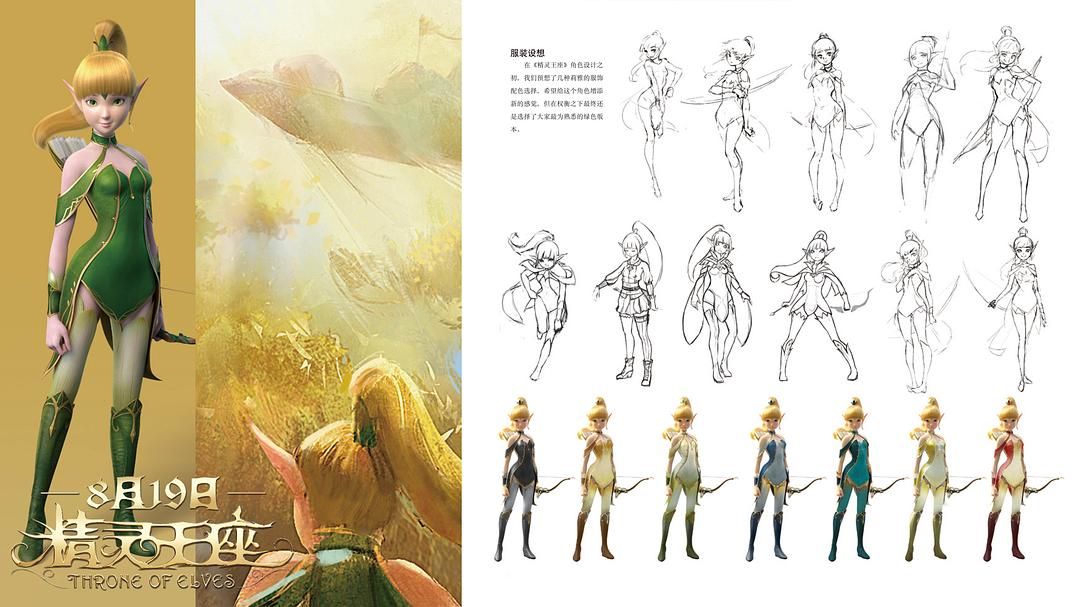 服装设想
在《精灵王座》角色设计之
初，我们预想了几种莉雅的服饰
配色选择，希望给这个角色增添
新的感觉，但在权衡之下最终还
是选择了大家最为熟悉的绿色版
本。
8月19日
精灵王座
THRONE OF ELVES